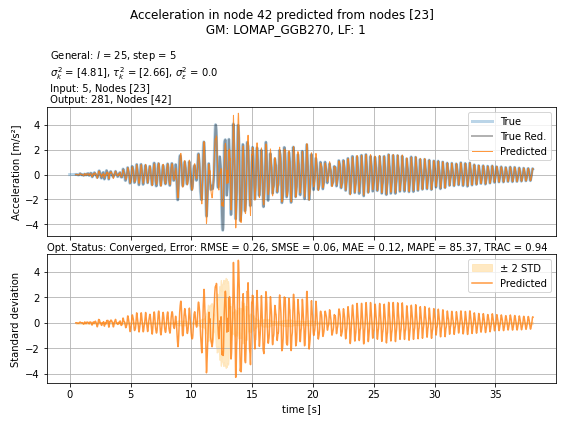 Acceleration in node 42 predicted from nodes [23]
GM: LOMAP_GGB270, LF: 1
General: l = 25, step = 5
σ²ₖ = [4.81], τ²ₖ = [2.66], σ²ε = 0.0
Input: 5, Nodes [23]
Output: 281, Nodes [42]
Acceleration [m/s²]
4
2
0
−2
−4
True
True Red.
Predicted
Opt. Status: Converged, Error: RMSE = 0.26, SMSE = 0.06, MAE = 0.12, MAPE = 85.37, TRAC = 0.94
Standard deviation
4
2
0
−2
−4
± 2 STD
Predicted
0 5 10 15 20 25 30 35
time [s]